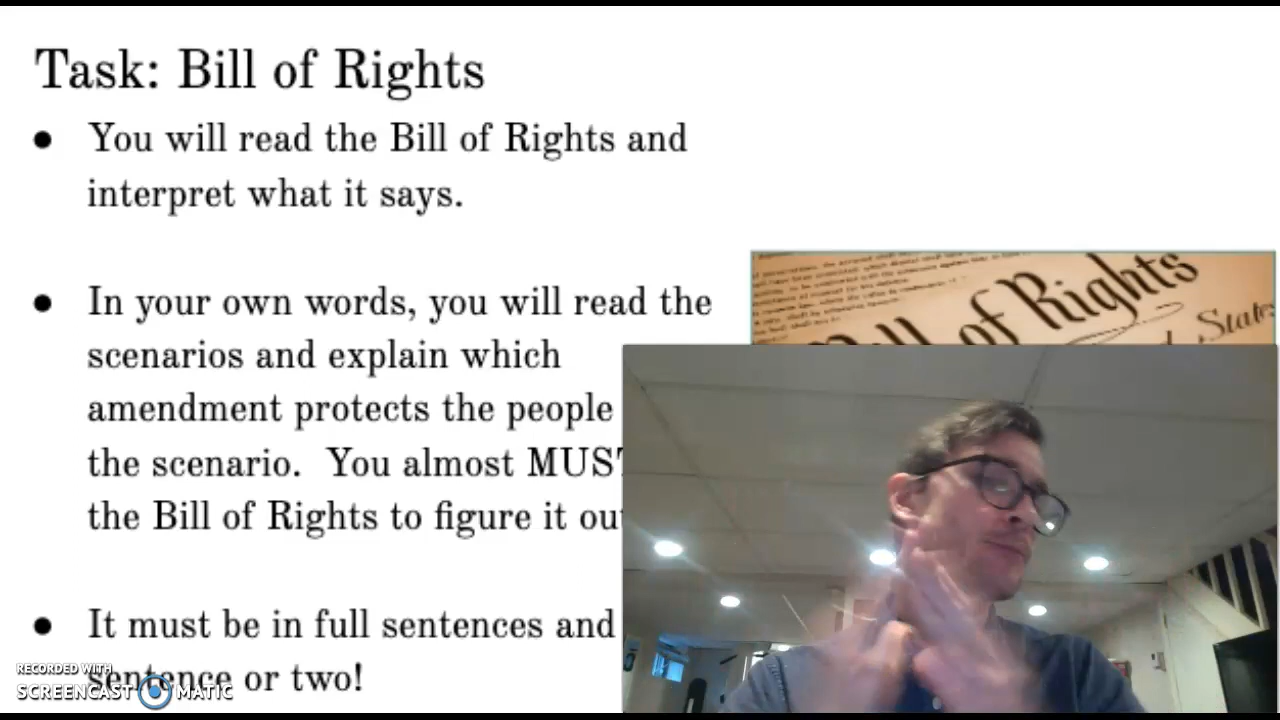 Task: Bill of Rights
● You will read the Bill of Rights and
interpret what it says.
● In your own words, you will read the
scenarios and explain which
amendment protects the people
the scenario. You almost MUST
the Bill of Rights to figure it out
● It must be in full sentences and
sentence or two!
of Rights
States
RECORDED WITH
SCREENCAST MATIC